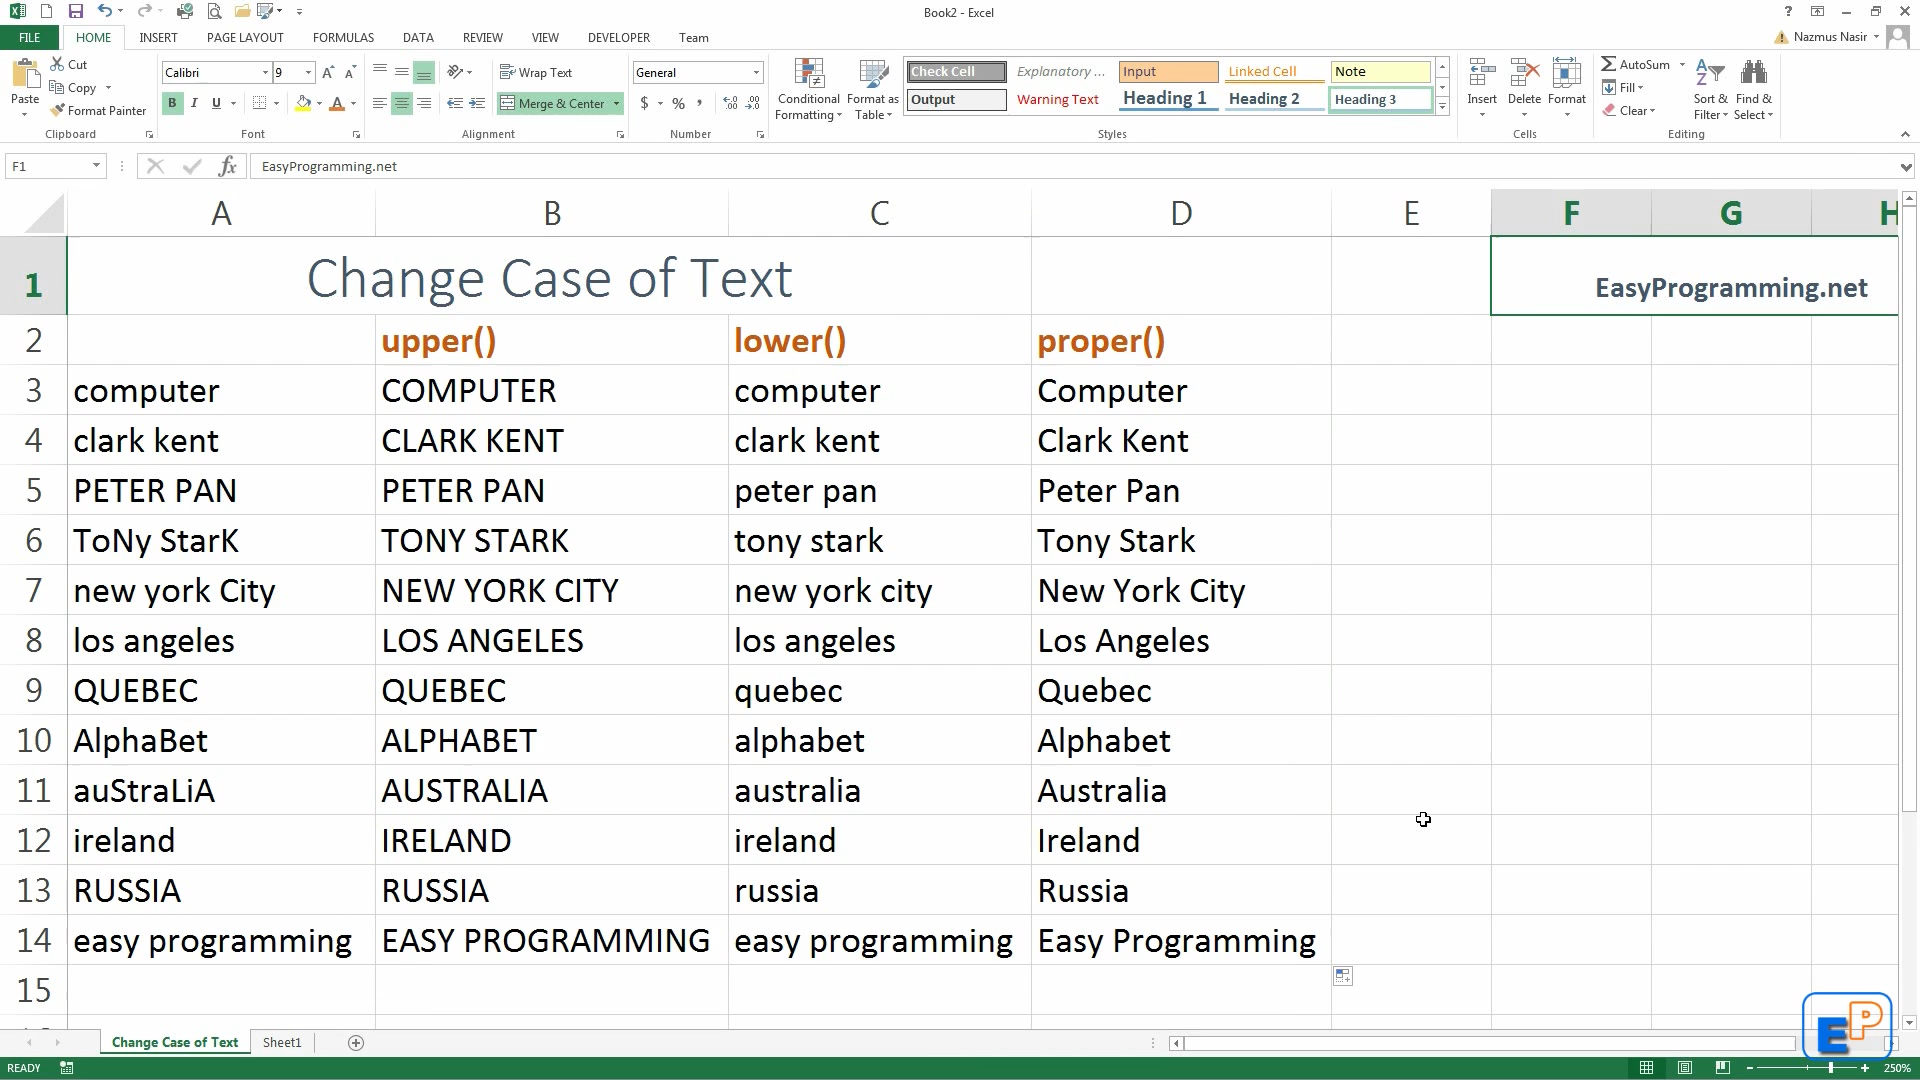 Book2 - Excel
?
FILE HOME INSERT PAGE LAYOUT FORMULAS DATA REVIEW VIEW DEVELOPER Team Nazmus Nasir
Paste Cut Copy Format Painter Clipboard
Calibri 9 B I U A Font
Wrap Text Merge & Center Alignment
General $ % , Number
Conditional Formatting Format as Table
Check Cell Explanatory ... Input Linked Cell Note
Output Warning Text Heading 1 Heading 2 Heading 3
Styles
Insert Delete Format Cells
AutoSum Fill Clear Sort & Filter Find & Select Editing
F1 fx EasyProgramming.net
A B C D E F G H
1 Change Case of Text EasyProgramming.net
2 upper() lower() proper()
3 computer COMPUTER computer Computer
4 clark kent CLARK KENT clark kent Clark Kent
5 PETER PAN PETER PAN peter pan Peter Pan
6 ToNy StarK TONY STARK tony stark Tony Stark
7 new york City NEW YORK CITY new york city New York City
8 los angeles LOS ANGELES los angeles Los Angeles
9 QUEBEC QUEBEC quebec Quebec
10 AlphaBet ALPHABET alphabet Alphabet
11 auStraLiA AUSTRALIA australia Australia
12 ireland IRELAND ireland Ireland
13 RUSSIA RUSSIA russia Russia
14 easy programming EASY PROGRAMMING easy programming Easy Programming
15
EP
Change Case of Text Sheet1
READY 250%